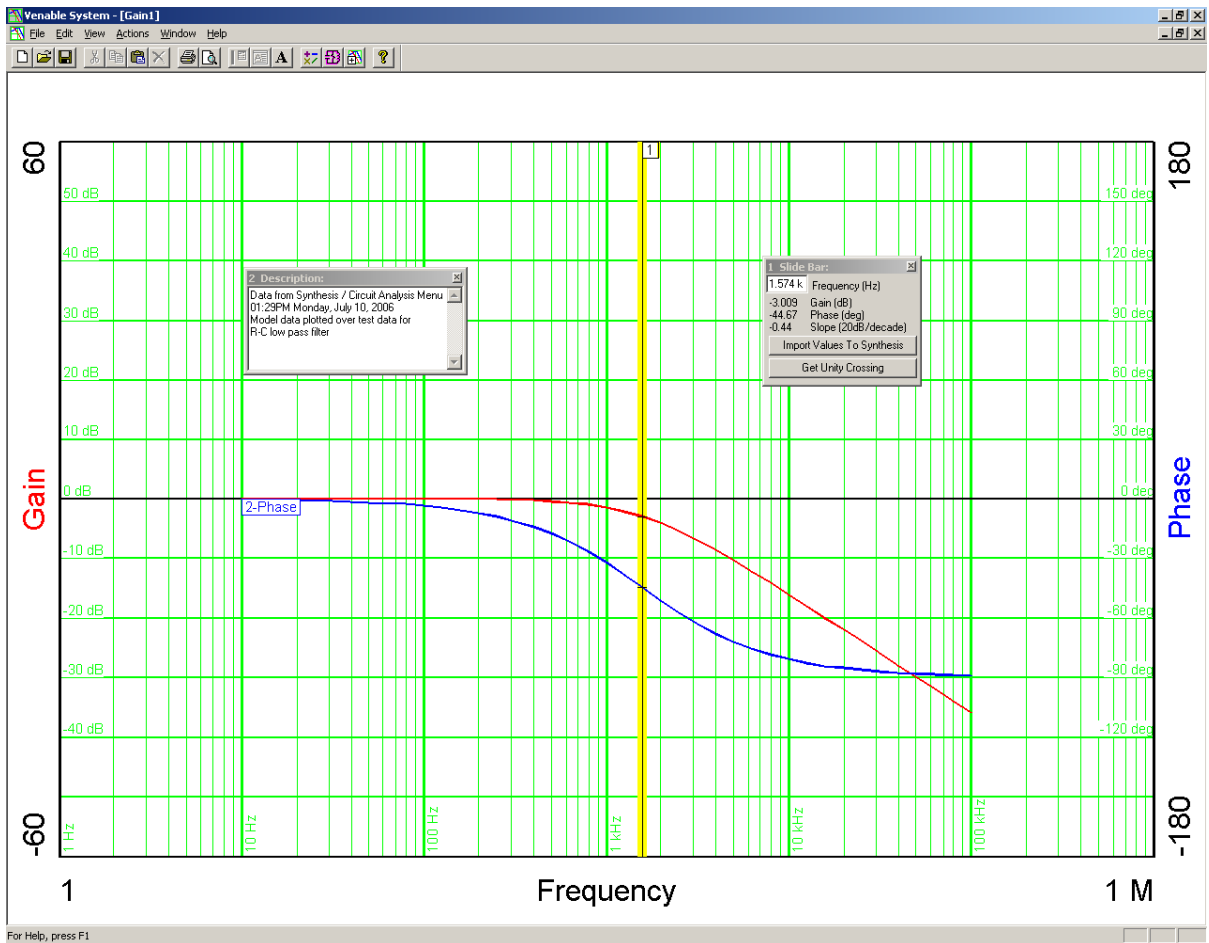 Venable System - [Gain1]
File Edit View Actions Window Help
60
180
1
50 dB
150 deg
40 dB
120 deg
2 Description:
Data from Synthesis / Circuit Analysis Menu
01:29PM Monday, July 10, 2006
Model data plotted over test data for
R-C low pass filter
1 Slide Bar:
1.574 k Frequency (Hz)
-3.009 Gain (dB)
-44.67 Phase (deg)
-0.44 Slope (20dB/decade)
Import Values To Synthesis
Get Unity Crossing
30 dB
90 deg
20 dB
60 deg
10 dB
30 deg
Gain
0 dB
0 deg
Phase
2-Phase
-10 dB
-30 deg
-20 dB
-60 deg
-30 dB
-90 deg
-40 dB
-120 deg
-60
-180
1 Hz
10 Hz
100 Hz
1 kHz
10 kHz
100 kHz
1 Frequency 1 M
For Help, press F1